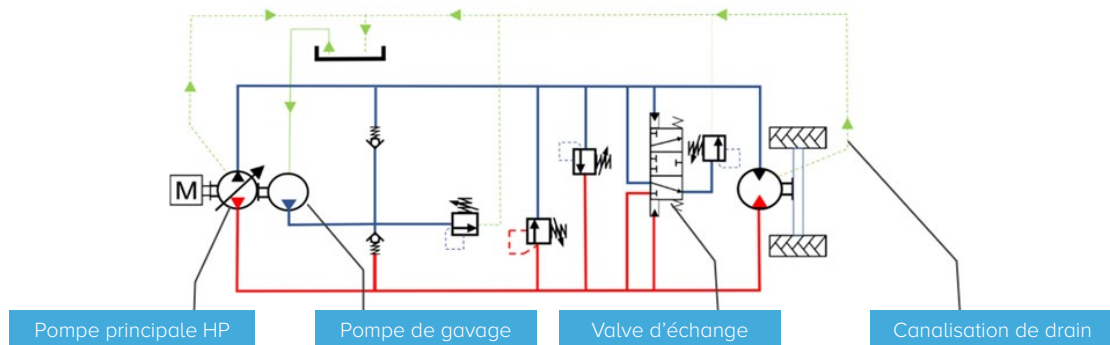 M
Pompe principale HP
Pompe de gavage
Valve d’échange
Canalisation de drain